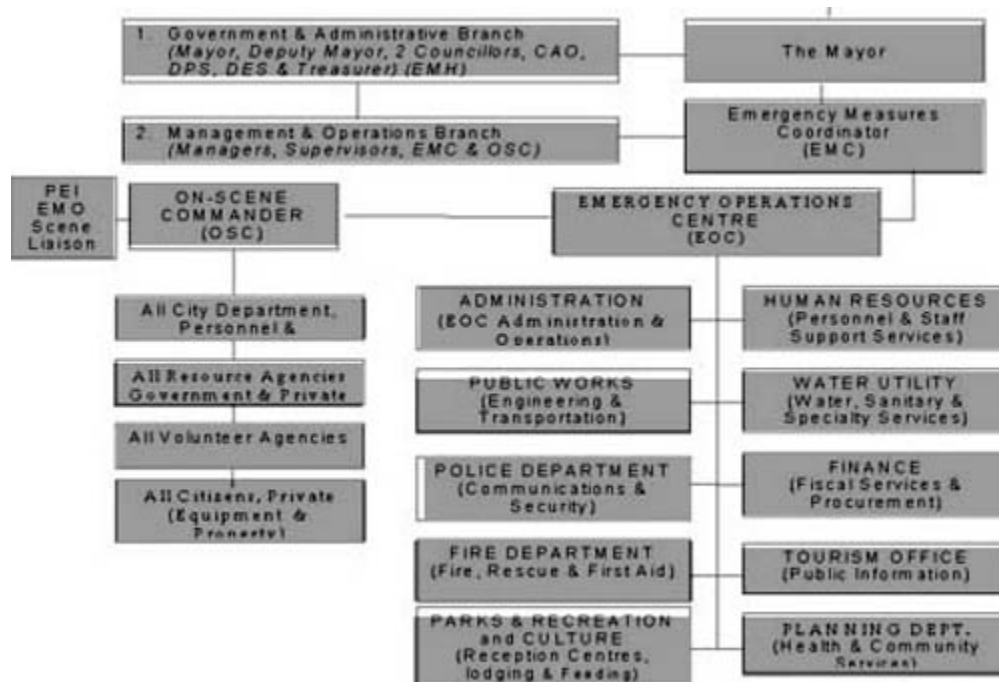 1. Government & Administrative Branch
(Mayor, Deputy Mayor, 2 Councillors, CAO,
DPS, DES & Treasurer) (EMH)
The Mayor
2. Management & Operations Branch
(Managers, Supervisors, EMC & OSC)
Emergency Measures
Coordinator
(EMC)
PEI
EMO
Scene
Liaison
ON-SCENE
COMMANDER
(OSC)
EMERGENCY OPERATIONS
CENTRE
(EOC)
All City Department,
Personnel &
All Resource Agencies
Government & Private
All Volunteer Agencies
All Citizens, Private
(Equipment &
Property)
ADMINISTRATION
(EOC Administration &
Operations)
HUMAN RESOURCES
(Personnel & Staff
Support Services)
PUBLIC WORKS
(Engineering &
Transportation)
WATER UTILITY
(Water, Sanitary &
Specialty Services)
POLICE DEPARTMENT
(Communications &
Security)
FINANCE
(Fiscal Services &
Procurement)
FIRE DEPARTMENT
(Fire, Rescue & First Aid)
TOURISM OFFICE
(Public Information)
PARKS & RECREATION
and CULTURE
(Reception Centres,
lodging & Feeding)
PLANNING DEPT.
(Health & Community
Services)